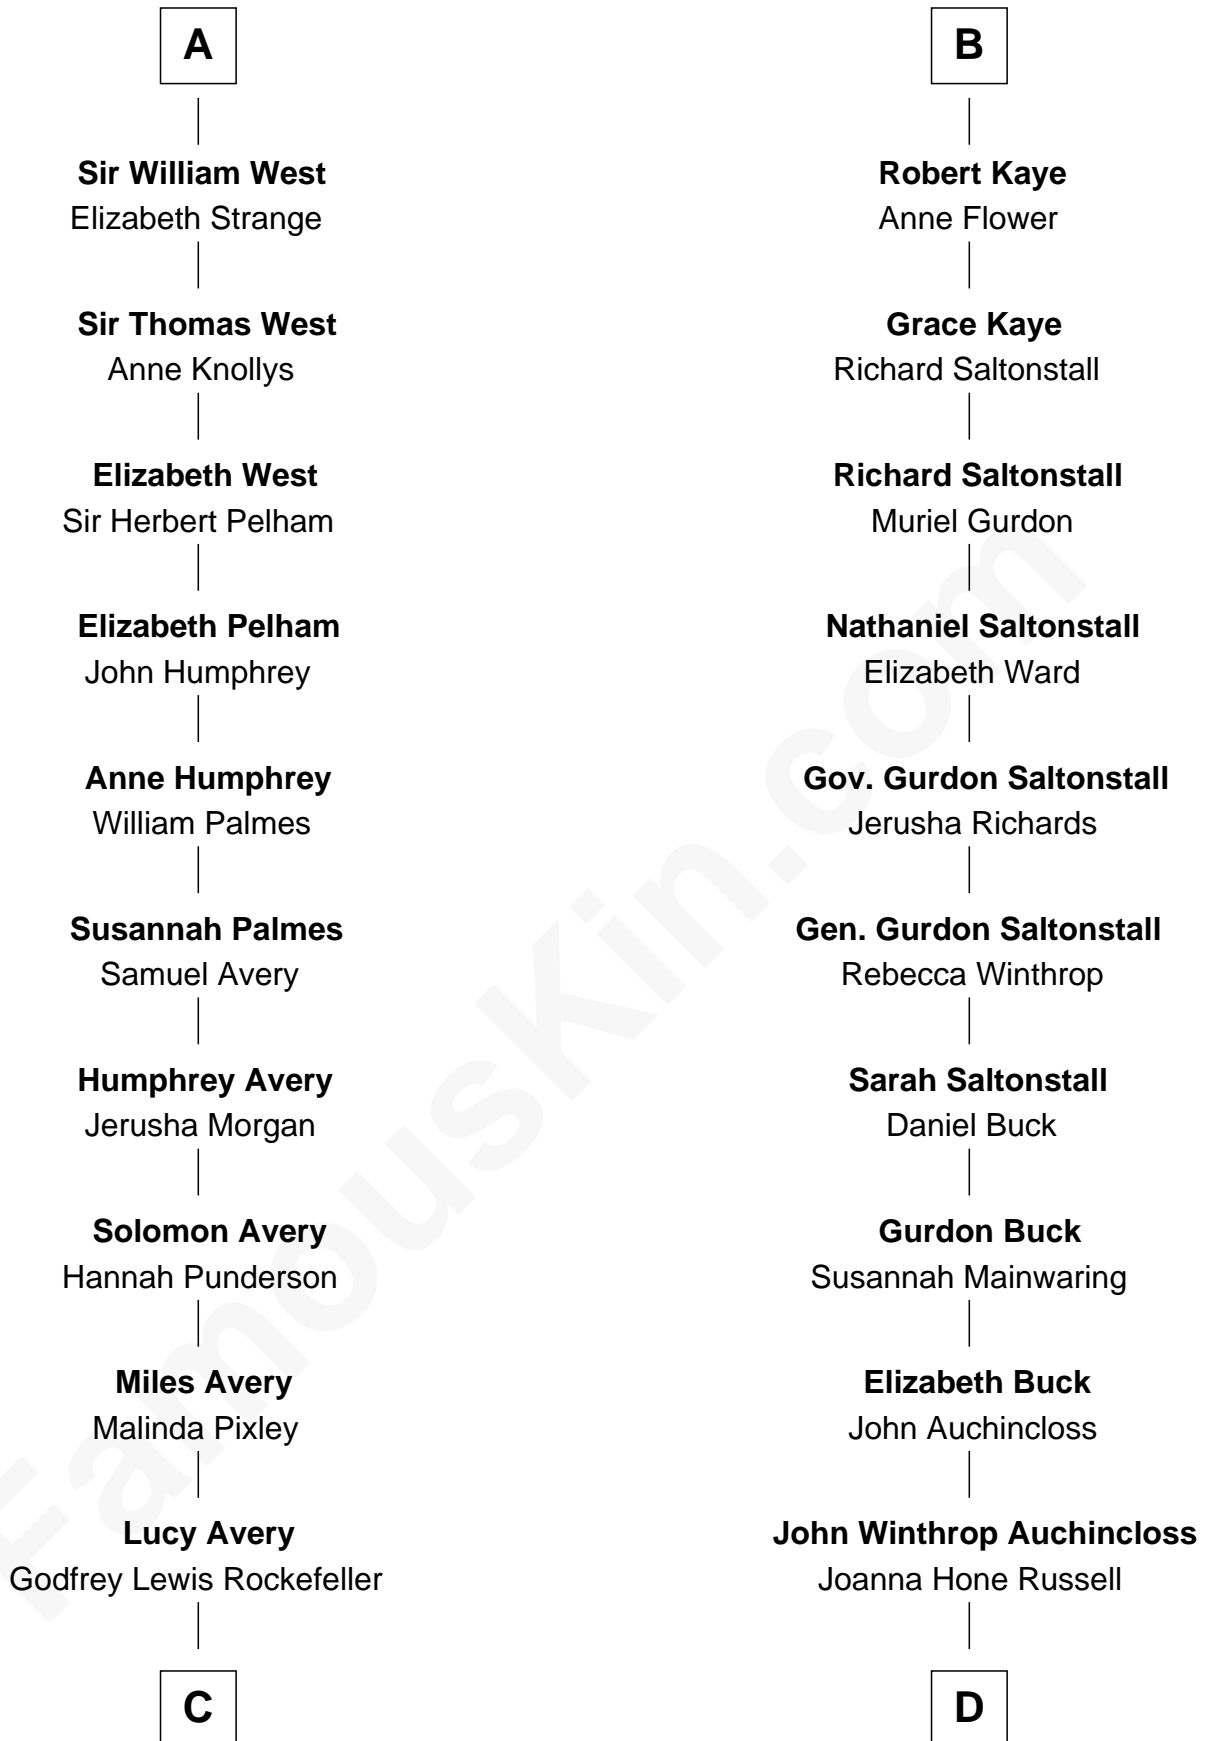 A
Sir William West
Elizabeth Strange
Sir Thomas West
Anne Knollys
Elizabeth West
Sir Herbert Pelham
Elizabeth Pelham
John Humphrey
Anne Humphrey
William Palmes
Susannah Palmes
Samuel Avery
Humphrey Avery
Jerusha Morgan
Solomon Avery
Hannah Punderson
Miles Avery
Malinda Pixley
Lucy Avery
Godfrey Lewis Rockefeller
C
B
Robert Kaye
Anne Flower
Grace Kaye
Richard Saltonstall
Richard Saltonstall
Muriel Gurdon
Nathaniel Saltonstall
Elizabeth Ward
Gov. Gurdon Saltonstall
Jerusha Richards
Gen. Gurdon Saltonstall
Rebecca Winthrop
Sarah Saltonstall
Daniel Buck
Gurdon Buck
Susannah Mainwaring
Elizabeth Buck
John Auchincloss
John Winthrop Auchincloss
Joanna Hone Russell
D
FamousKin.com